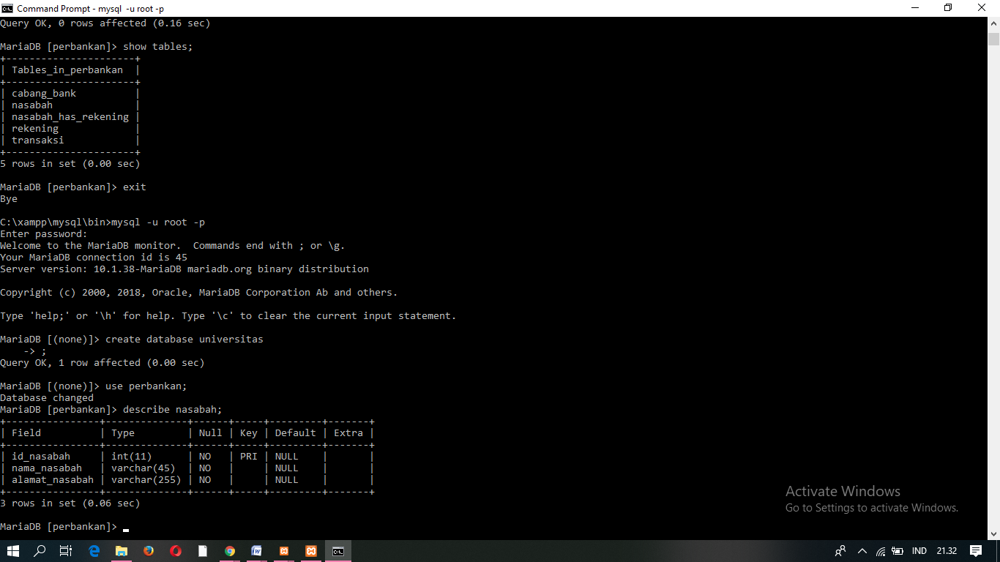 Command Prompt - mysql  -u root -p
Query OK, 0 rows affected (0.16 sec)
MariaDB [perbankan]> show tables;
+----------------------+
| Tables_in_perbankan  |
+----------------------+
| cabang_bank          |
| nasabah              |
| nasabah_has_rekening |
| rekening             |
| transaksi            |
+----------------------+
5 rows in set (0.00 sec)
MariaDB [perbankan]> exit
Bye
C:\xampp\mysql\bin>mysql -u root -p
Enter password:
Welcome to the MariaDB monitor.  Commands end with ; or \g.
Your MariaDB connection id is 45
Server version: 10.1.38-MariaDB mariadb.org binary distribution
Copyright (c) 2000, 2018, Oracle, MariaDB Corporation Ab and others.
Type 'help;' or '\h' for help. Type '\c' to clear the current input statement.
MariaDB [(none)]> create database universitas
    -> ;
Query OK, 1 row affected (0.00 sec)
MariaDB [(none)]> use perbankan;
Database changed
MariaDB [perbankan]> describe nasabah;
+----------------+--------------+------+-----+---------+-------+
| Field          | Type         | Null | Key | Default | Extra |
+----------------+--------------+------+-----+---------+-------+
| id_nasabah     | int(11)      | NO   | PRI | NULL    |       |
| nama_nasabah   | varchar(45)  | NO   |     | NULL    |       |
| alamat_nasabah | varchar(255) | NO   |     | NULL    |       |
+----------------+--------------+------+-----+---------+-------+
3 rows in set (0.06 sec)
MariaDB [perbankan]> _
Activate Windows
Go to Settings to activate Windows.
IND 21.32